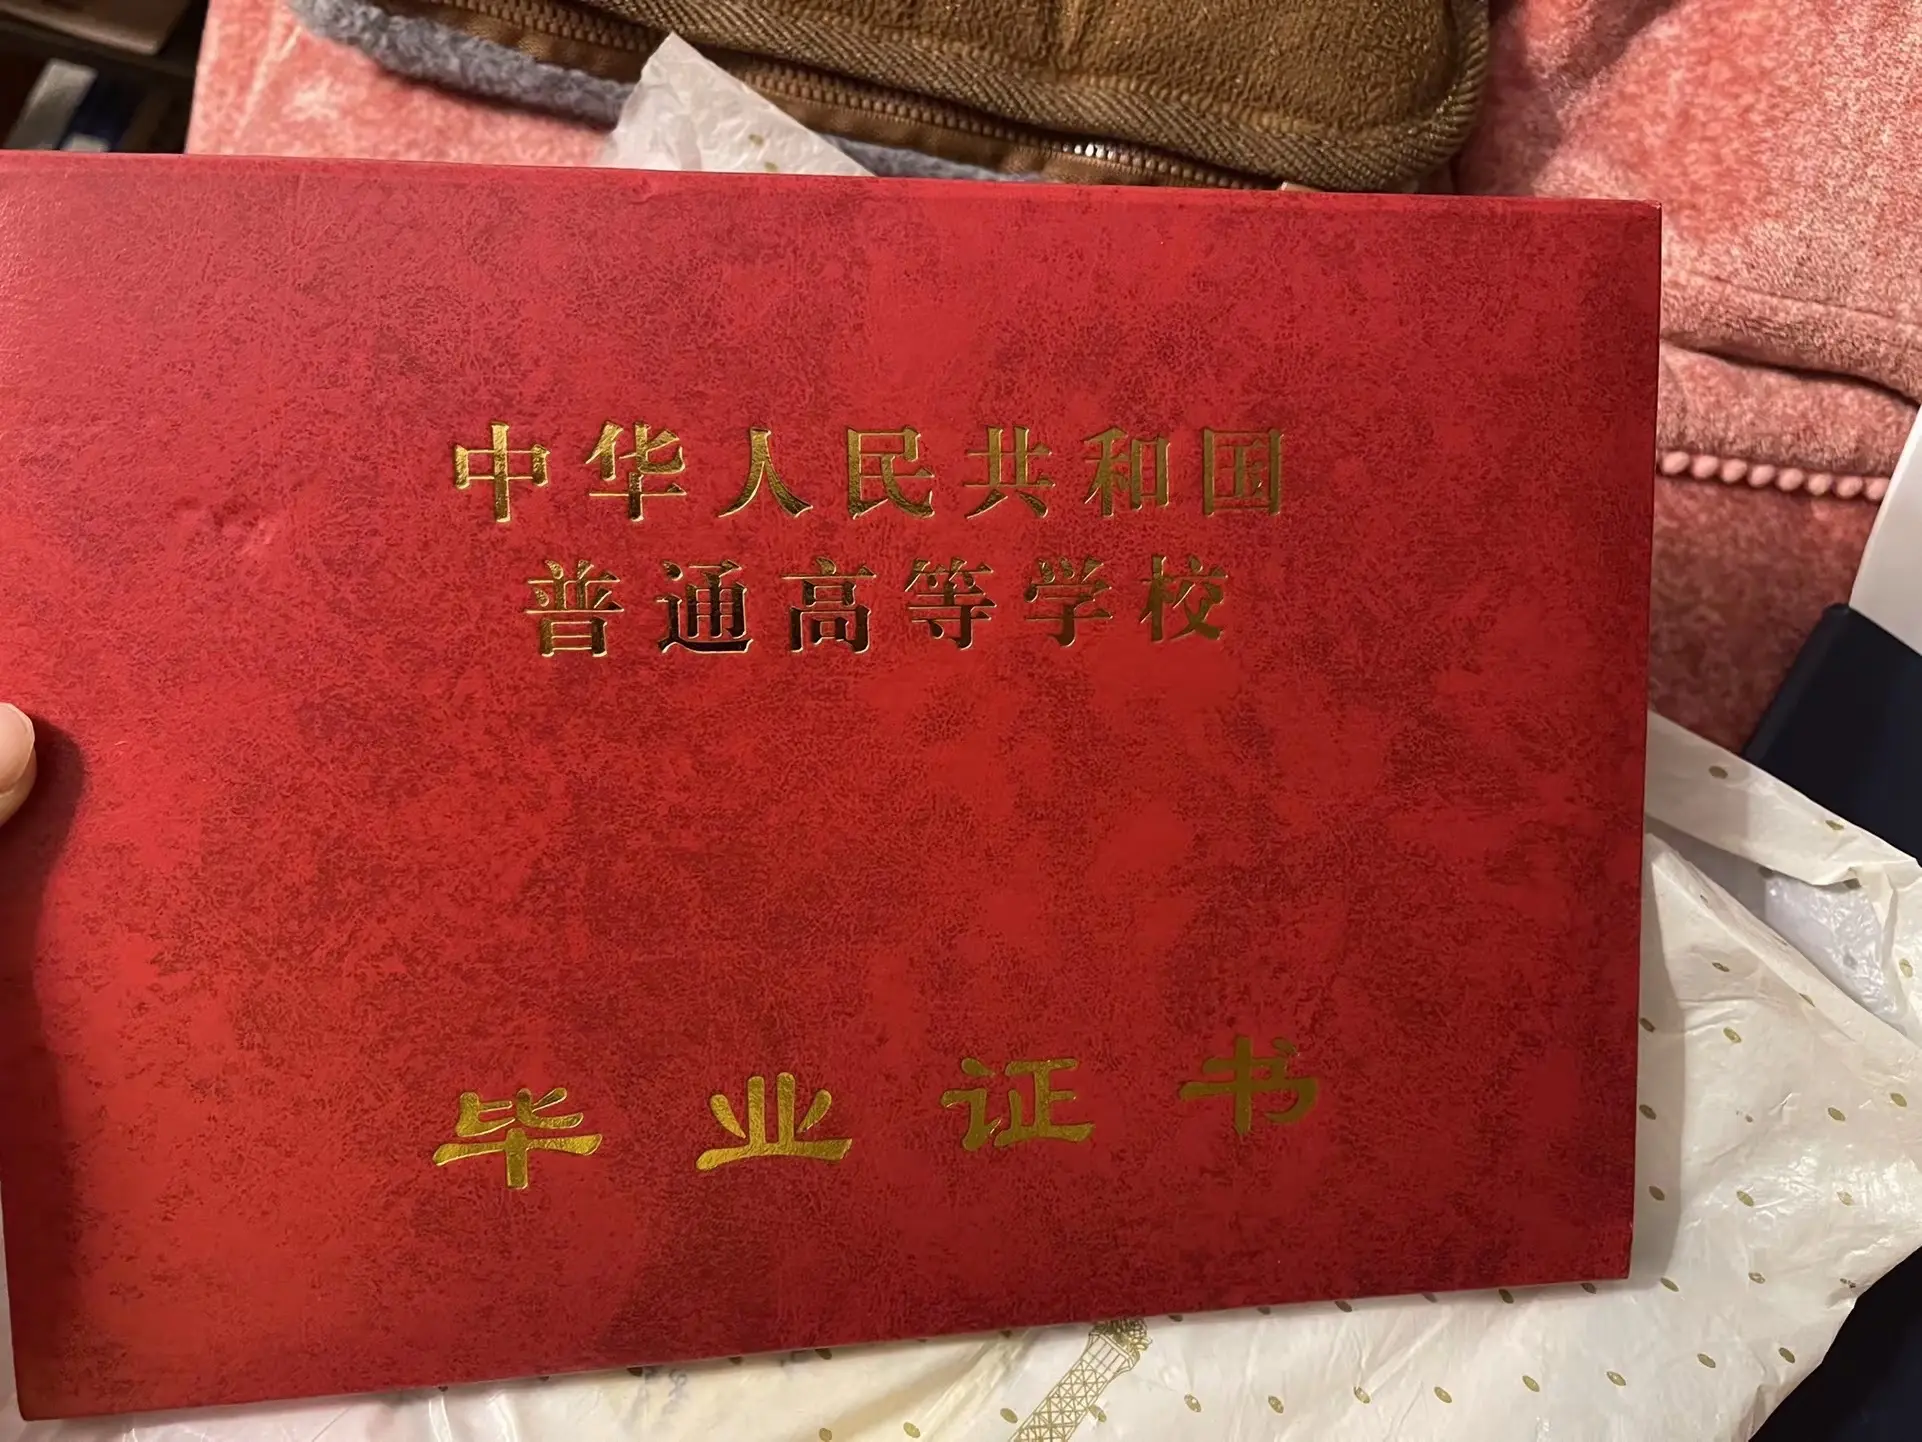 中华人民共和国
普通高等学校
毕业证书